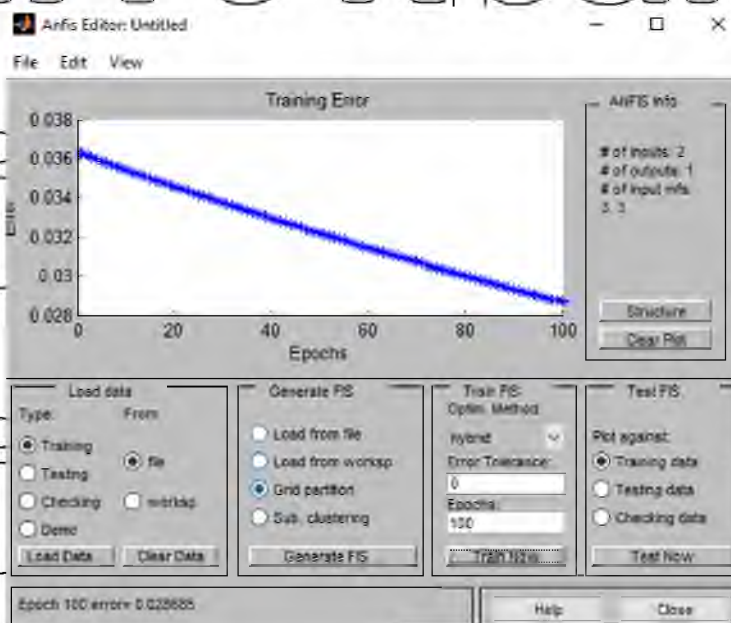 Anfis Editor: Untitled
File Edit View
Training Error
0.038
0.036
0.034
0.032
0.03
0.028
Error
0 20 40 60 80 100
Epochs
ANFIS Info.
# of inputs: 2
# of outputs: 1
# of input mfs:
3 3
Structure
Clear Plot
Load data
Type: From
Training
Testing
Checking
Demo
file
worksp.
Load Data Clear Data
Generate FIS
Load from file
Load from worksp.
Grid partition
Sub. clustering
Generate FIS
Train FIS
Optim. Method:
hybrid
Error Tolerance:
0
Epochs:
100
Train Now
Test FIS
Plot against:
Training data
Testing data
Checking data
Test Now
Epoch 100 error= 0.028685
Help Close